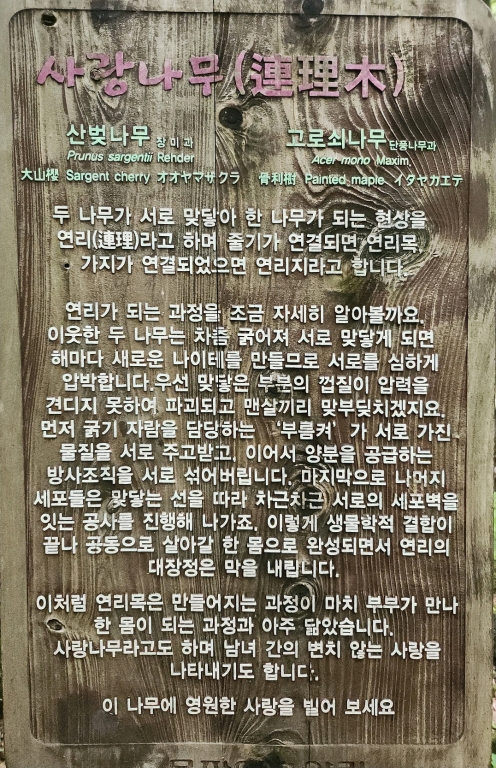 사랑나무(連理木)
산벚나무 장미과
Prunus sargentii Render
大山櫻 Sargent cherry オオヤマザクラ
고로쇠나무 단풍나무과
Acer mono Maxim
骨利樹 Painted maple イタヤカエデ
두 나무가 서로 맞닿아 한 나무가 되는 현상을
연리(連理)라고 하며 줄기가 연결되면 연리목
가지가 연결되었으면 연리지라고 합니다.
연리가 되는 과정을 조금 자세히 알아볼까요.
이웃한 두 나무는 차츰 굵어져 서로 맞닿게 되면
해마다 새로운 나이테를 만들므로 서로를 심하게
압박합니다.우선 맞닿은 부분의 껍질이 압력을
견디지 못하여 파괴되고 맨살끼리 맞부딪치겠지요.
먼저 굵기 자람을 담당하는 '부름켜'가 서로 가진
물질을 서로 주고받고, 이어서 양분을 공급하는
방사조직을 서로 섞어버립니다. 마지막으로 나머지
세포들은 맞닿는 선을 따라 차근차근 서로의 세포벽을
잇는 공사를 진행해 나가죠. 이렇게 생물학적 결합이
끝나 공동으로 살아갈 한 몸으로 완성되면서 연리의
대장정은 막을 내립니다.
이처럼 연리목은 만들어지는 과정이 마치 부부가 만나
한 몸이 되는 과정과 아주 닮았습니다.
사랑나무라고도 하며 남녀 간의 변치 않는 사랑을
나타내기도 합니다.
이 나무에 영원한 사랑을 빌어 보세요